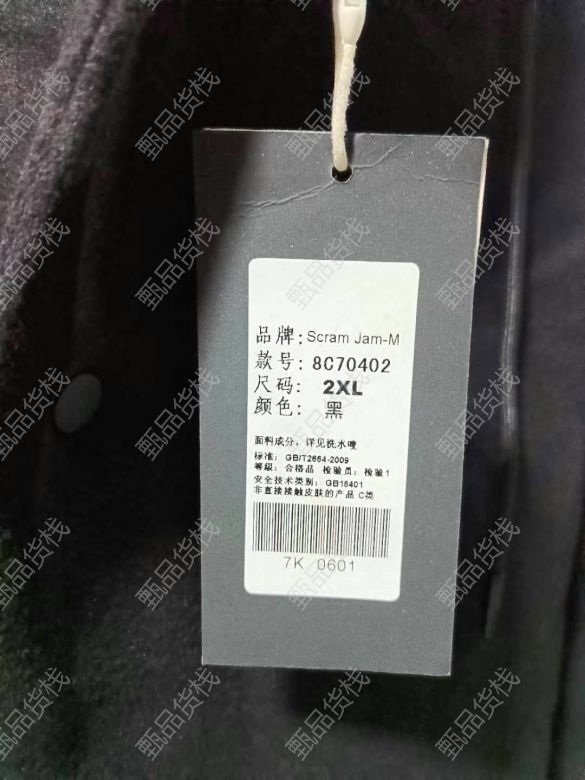 品牌:Scram Jam-M
款号: 8C70402
尺码: 2XL
颜色: 黑
面料成分: 详见洗水唛
标准: GB/T2664-2009
等级: 合格品 检验员: 检验1
安全技术类别: GB18401
非直接接触皮肤的产品 C类
7K 0601
甄品货栈